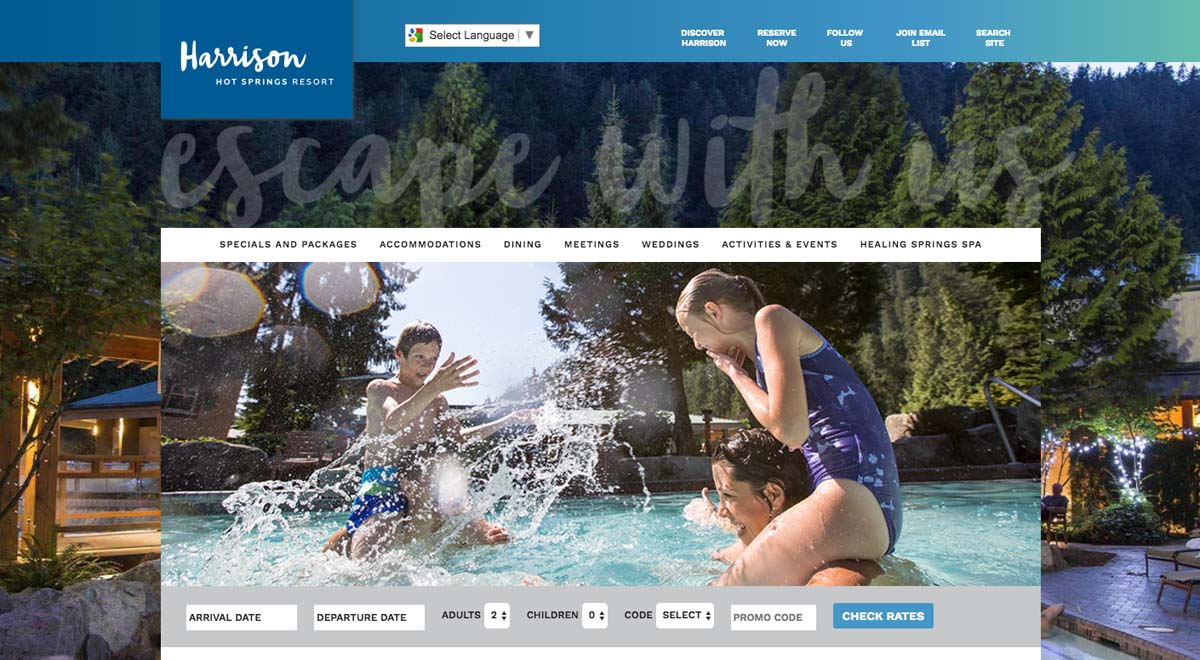 Harrison
HOT SPRINGS RESORT
Select Language ▼
DISCOVER
HARRISON
RESERVE
NOW
FOLLOW
US
JOIN EMAIL
LIST
SEARCH
SITE
escape with us
SPECIALS AND PACKAGES ACCOMMODATIONS DINING MEETINGS WEDDINGS ACTIVITIES & EVENTS HEALING SPRINGS SPA
ARRIVAL DATE DEPARTURE DATE ADULTS 2 CHILDREN 0 CODE SELECT PROMO CODE CHECK RATES